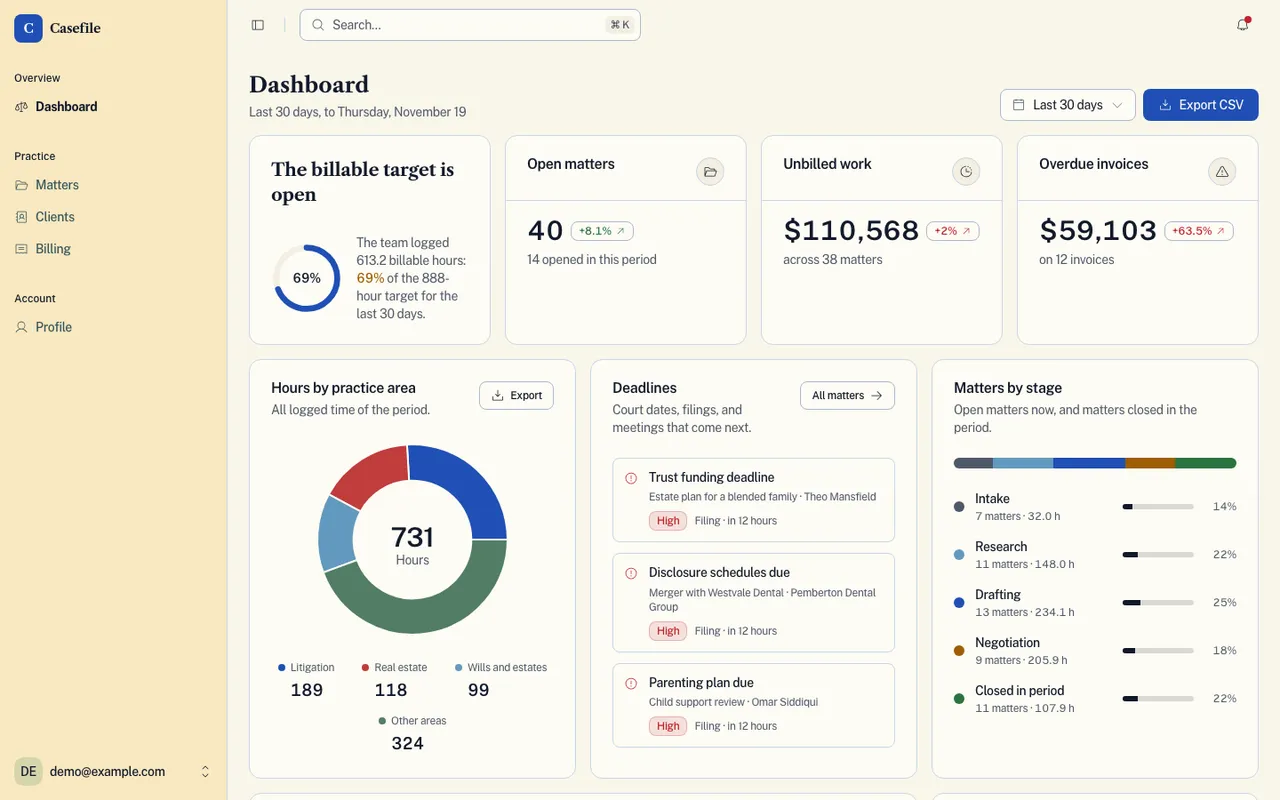 C Casefile
Search...
⌘ K
Overview
Dashboard
Practice
Matters
Clients
Billing
Account
Profile
DE demo@example.com
Dashboard
Last 30 days, to Thursday, November 19
Last 30 days
Export CSV
The billable target is
open
69%
The team logged
613.2 billable hours:
69% of the 888-
hour target for the
last 30 days.
Open matters
40 +8.1% ↗
14 opened in this period
Unbilled work
$110,568 +2% ↗
across 38 matters
Overdue invoices
$59,103 +63.5% ↗
on 12 invoices
Hours by practice area
All logged time of the period.
Export
731
Hours
Litigation
189
Real estate
118
Wills and estates
99
Other areas
324
Deadlines
Court dates, filings, and
meetings that come next.
All matters →
Trust funding deadline
Estate plan for a blended family · Theo Mansfield
High Filing · in 12 hours
Disclosure schedules due
Merger with Westvale Dental · Pemberton Dental
Group
High Filing · in 12 hours
Parenting plan due
Child support review · Omar Siddiqui
High Filing · in 12 hours
Matters by stage
Open matters now, and matters closed in the
period.
Intake
7 matters · 32.0 h
14%
Research
11 matters · 148.0 h
22%
Drafting
13 matters · 234.1 h
25%
Negotiation
9 matters · 205.9 h
18%
Closed in period
11 matters · 107.9 h
22%